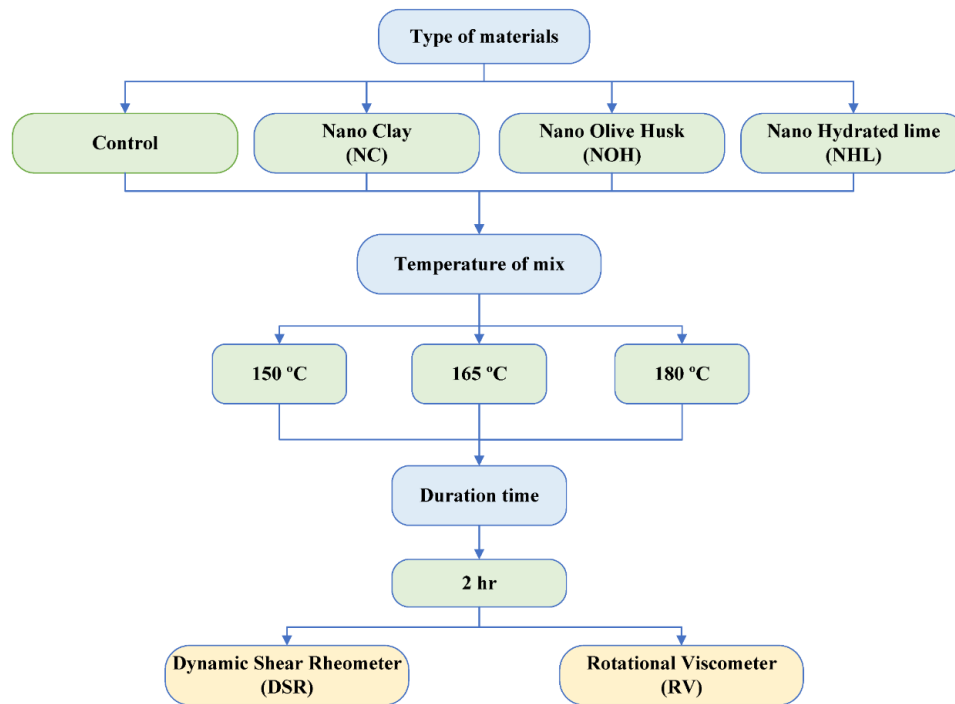 Type of materials
Control
Nano Clay
(NC)
Nano Olive Husk
(NOH)
Nano Hydrated lime
(NHL)
Temperature of mix
150 ºC
165 ºC
180 ºC
Duration time
2 hr
Dynamic Shear Rheometer
(DSR)
Rotational Viscometer
(RV)